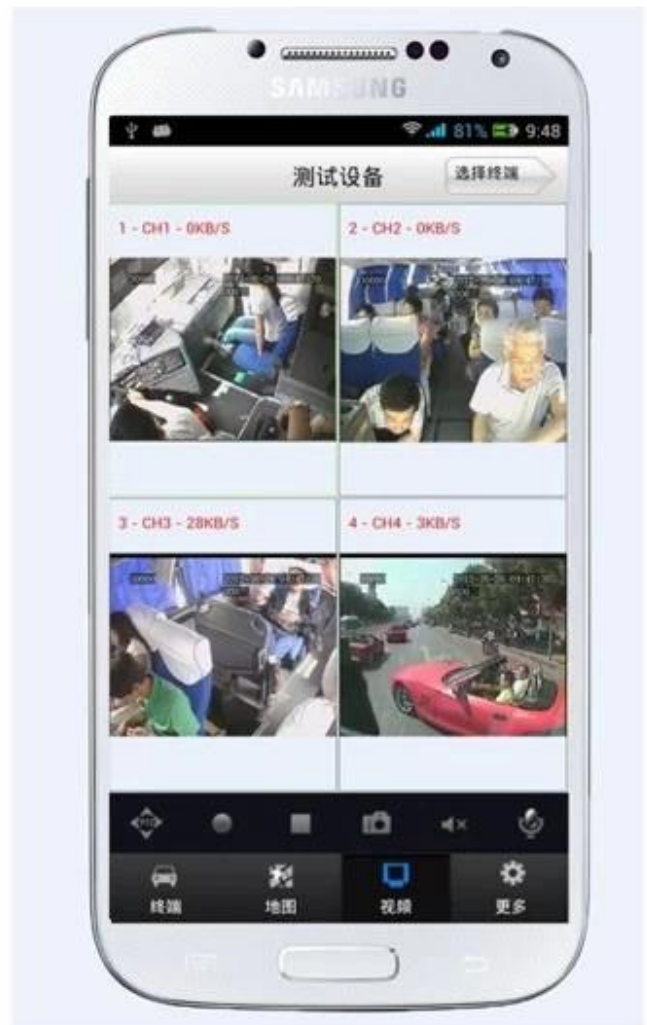 SAMSUNG
81% 9:48
测试设备
选择终端
1 - CH1 - 0KB/S
2 - CH2 - 0KB/S
3 - CH3 - 28KB/S
4 - CH4 - 3KB/S
PTZ
终端
地图
视频
更多